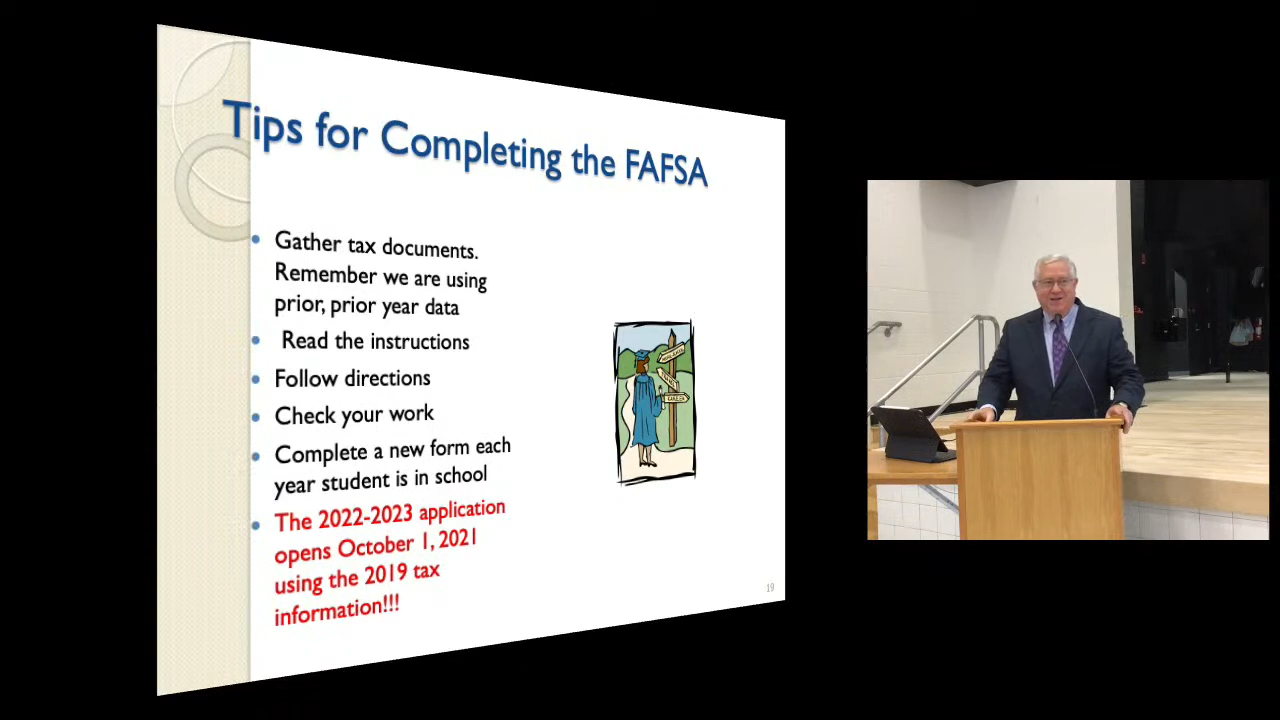 Tips for Completing the FAFSA
• Gather tax documents.
Remember we are using
prior, prior year data
• Read the instructions
• Follow directions
• Check your work
• Complete a new form each
year student is in school
• The 2022-2023 application
opens October 1, 2021
using the 2019 tax
information!!!
19